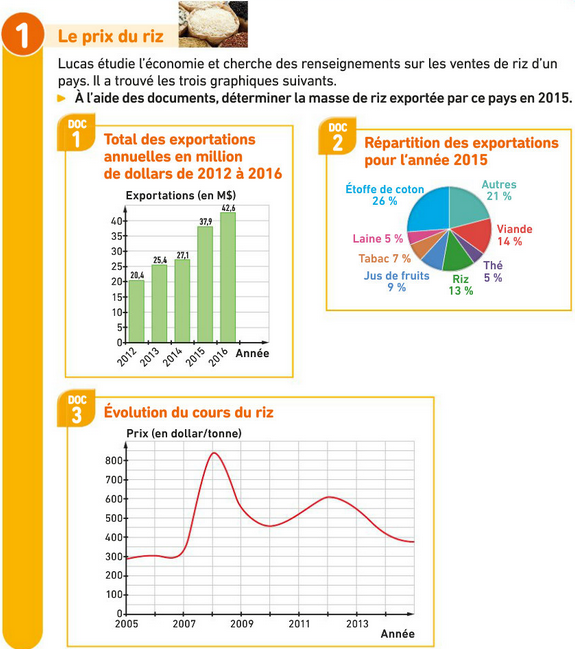 1
Le prix du riz
Lucas étudie l'économie et cherche des renseignements sur les ventes de riz d'un
pays. Il a trouvé les trois graphiques suivants.
À l'aide des documents, déterminer la masse de riz exportée par ce pays en 2015.
DOC
1
Total des exportations
annuelles en million
de dollars de 2012 à 2016
Exportations (en M$)
42,6
40
37,9
35
30
27,1
25,4
25
20,4
20
15
10
5
0
2012 2013 2014 2015 2016 Année
DOC
2
Répartition des exportations
pour l'année 2015
Étoffe de coton
26 %
Autres
21 %
Viande
14 %
Laine 5 %
Tabac 7 %
Thé
5 %
Jus de fruits
9 %
Riz
13 %
DOC
3
Évolution du cours du riz
Prix (en dollar/tonne)
800
700
600
500
400
300
200
100
0
2005 2007 2009 2011 2013
Année